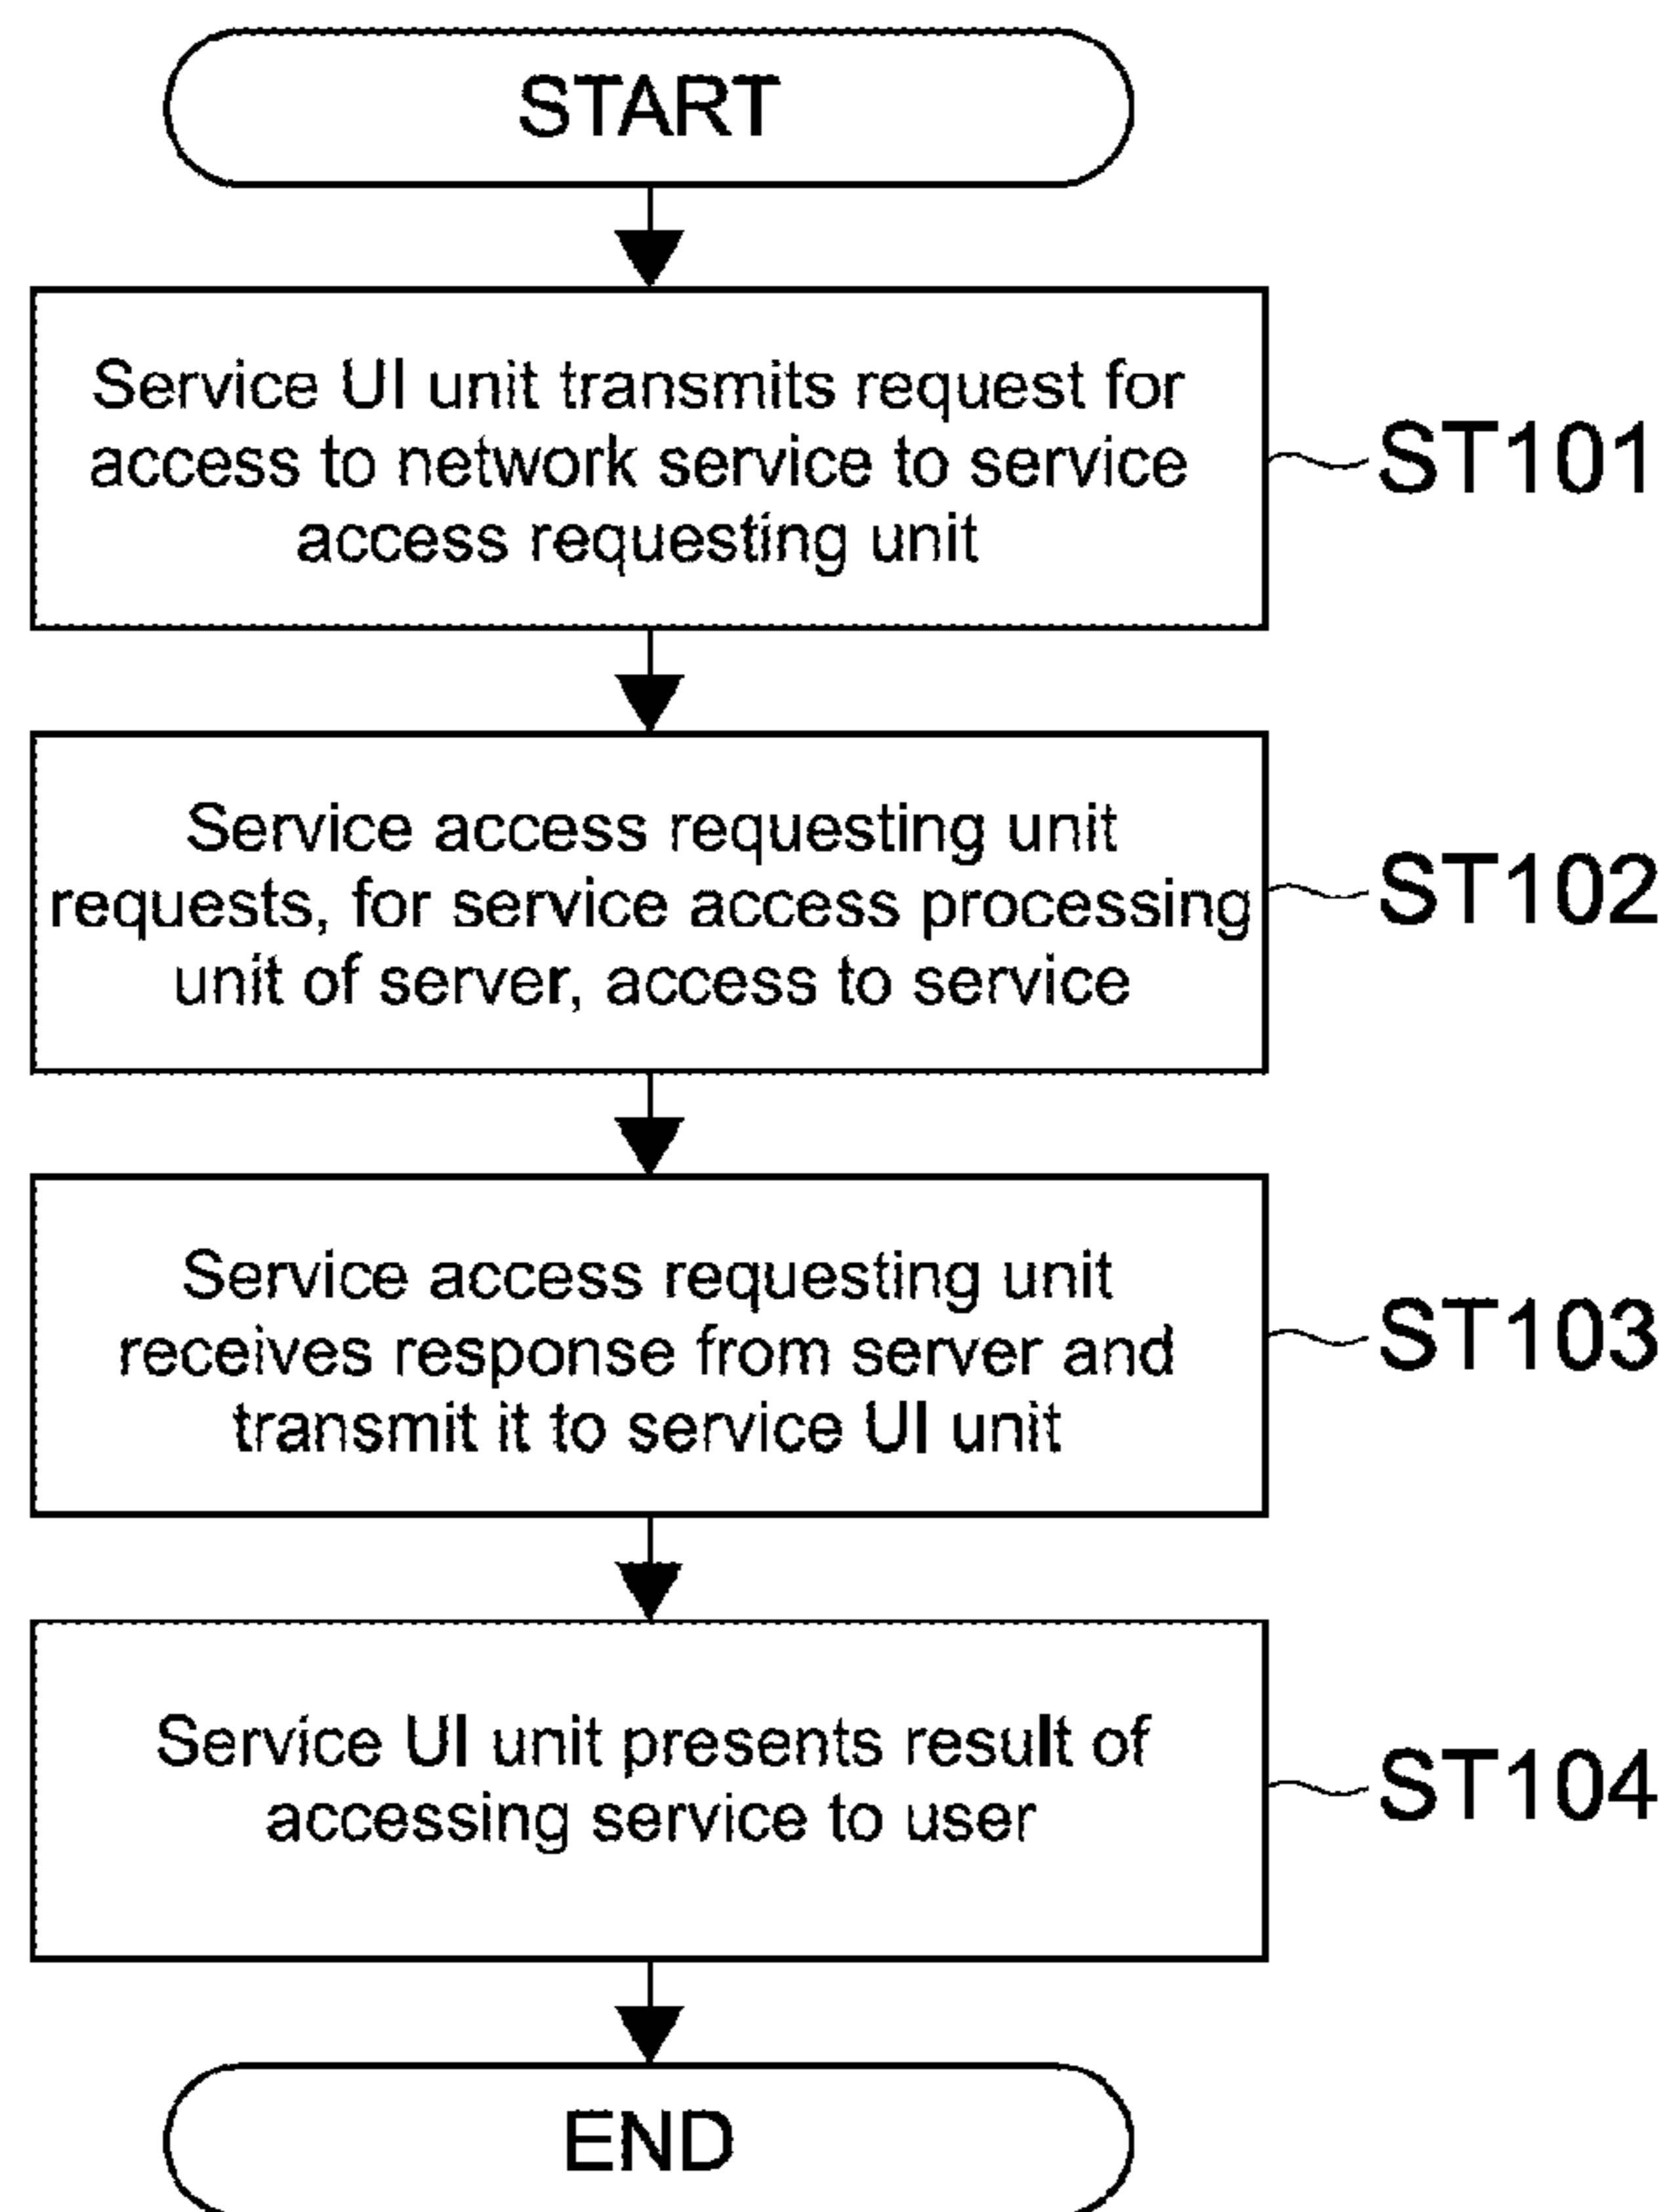 START
Service UI unit transmits request for
access to network service to service
access requesting unit
ST101
Service access requesting unit
requests, for service access processing
unit of server, access to service
ST102
Service access requesting unit
receives response from server and
transmit it to service UI unit
ST103
Service UI unit presents result of
accessing service to user
ST104
END